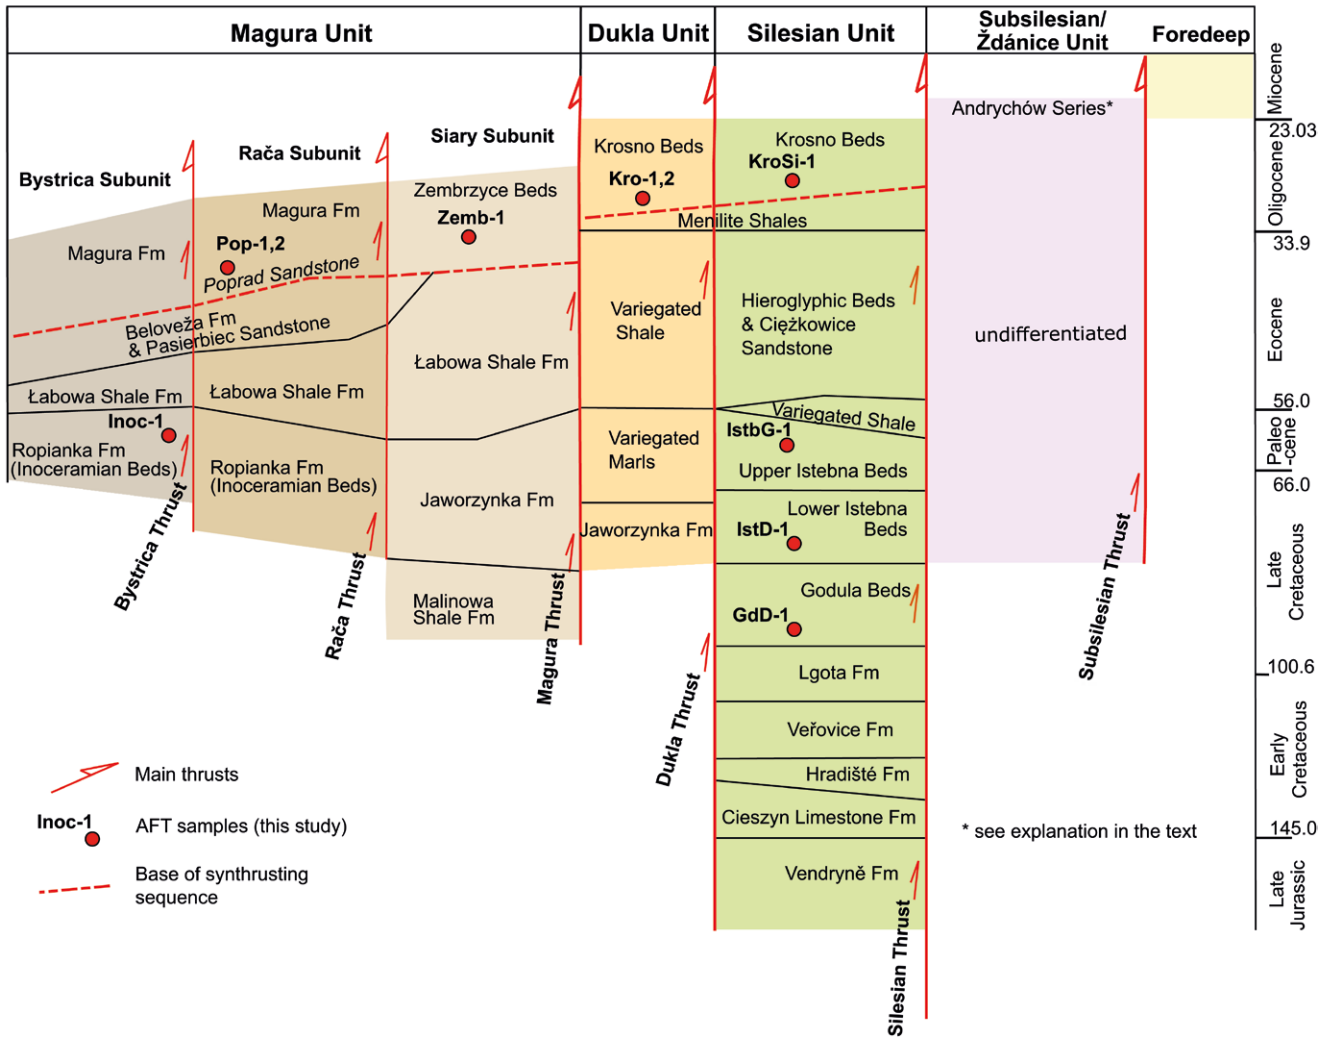 Magura Unit
Dukla Unit
Silesian Unit
Subsilesian/
Ždánice Unit
Foredeep
Bystrica Subunit
Rača Subunit
Siary Subunit
Magura Fm
Beloveža Fm
& Pasierbiec Sandstone
Łabowa Shale Fm
Inoc-1
Ropianka Fm
(Inoceramian Beds)
Bystrica Thrust
Magura Fm
Pop-1,2
Poprad Sandstone
Łabowa Shale Fm
Ropianka Fm
(Inoceramian Beds)
Rača Thrust
Zembrzyce Beds
Zemb-1
Łabowa Shale Fm
Jaworzynka Fm
Malinowa
Shale Fm
Magura Thrust
Krosno Beds
Kro-1,2
Menilite Shales
Variegated
Shale
Variegated
Marls
Jaworzynka Fm
Dukla Thrust
Krosno Beds
KroSi-1
Hieroglyphic Beds
& Ciężkowice
Sandstone
Variegated Shale
IstbG-1
Upper Istebna Beds
Lower Istebna
Beds
IstD-1
Godula Beds
GdD-1
Lgota Fm
Veřovice Fm
Hradišté Fm
Cieszyn Limestone Fm
Vendryně Fm
Silesian Thrust
Andrychów Series*
undifferentiated
Subsilesian Thrust
* see explanation in the text
Miocene
23.03
Oligocene
33.9
Eocene
56.0
Paleo
-cene
66.0
Late
Cretaceous
100.6
Early
Cretaceous
145.0
Late
Jurassic
Main thrusts
Inoc-1
AFT samples (this study)
Base of synthrusting
sequence